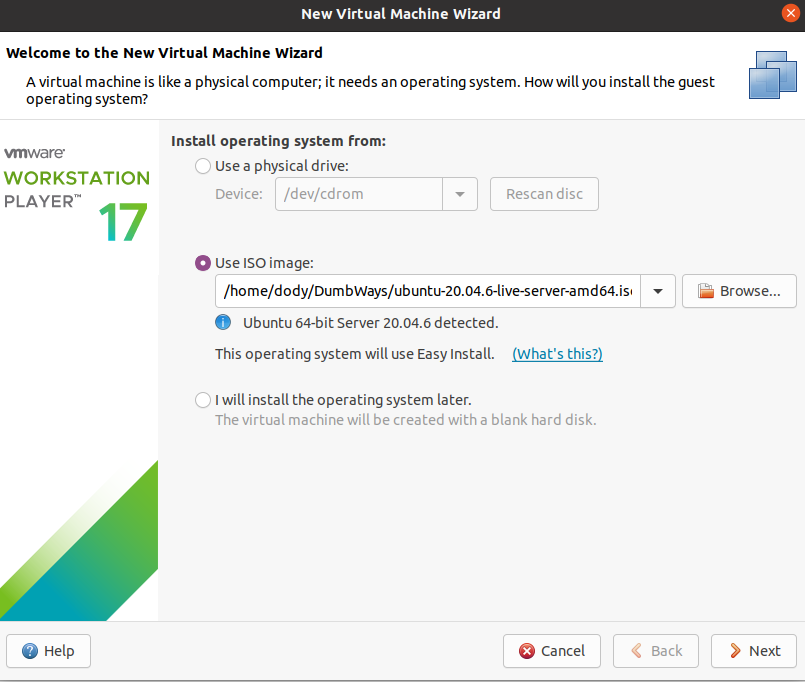 New Virtual Machine Wizard
Welcome to the New Virtual Machine Wizard
A virtual machine is like a physical computer; it needs an operating system. How will you install the guest
operating system?
vmware
WORKSTATION
PLAYER™
17
Install operating system from:
Use a physical drive:
Device:
/dev/cdrom
Rescan disc
Use ISO image:
/home/dody/DumbWays/ubuntu-20.04.6-live-server-amd64.iso
Browse...
Ubuntu 64-bit Server 20.04.6 detected.
This operating system will use Easy Install. (What's this?)
I will install the operating system later.
The virtual machine will be created with a blank hard disk.
Help
Cancel
Back
Next